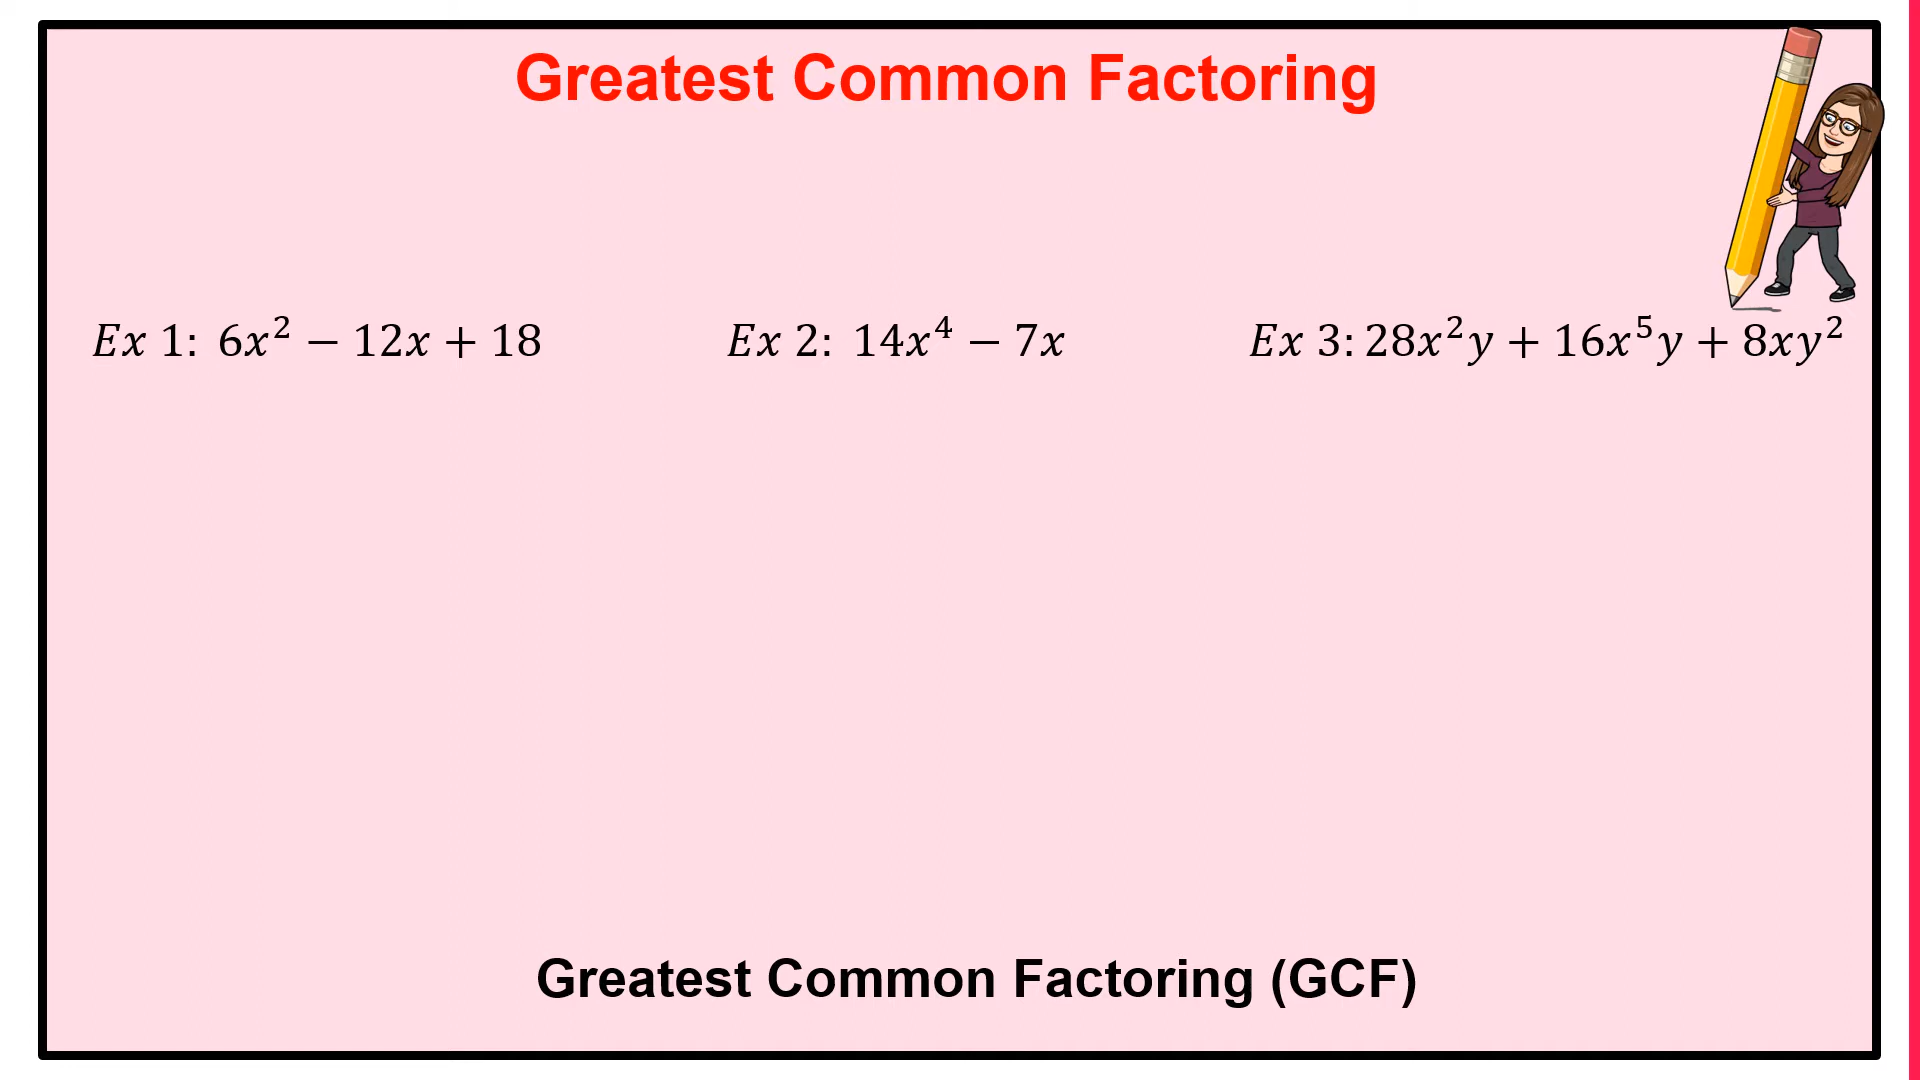 Greatest Common Factoring
Ex 1: 6x² − 12x + 18
Ex 2: 14x⁴ − 7x
Ex 3: 28x²y + 16x⁵y + 8xy²
Greatest Common Factoring (GCF)